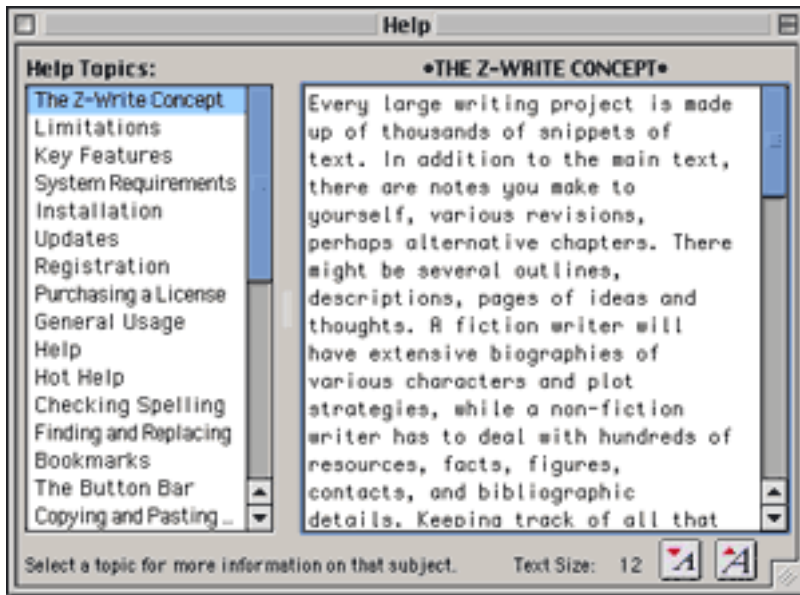 Help
Help Topics:
The Z-Write Concept
Limitations
Key Features
System Requirements
Installation
Updates
Registration
Purchasing a License
General Usage
Help
Hot Help
Checking Spelling
Finding and Replacing
Bookmarks
The Button Bar
Copying and Pasting ...
•THE Z-WRITE CONCEPT•
Every large writing project is made
up of thousands of snippets of
text. In addition to the main text,
there are notes you make to
yourself, various revisions,
perhaps alternative chapters. There
might be several outlines,
descriptions, pages of ideas and
thoughts. A fiction writer will
have extensive biographies of
various characters and plot
strategies, while a non-fiction
writer has to deal with hundreds of
resources, facts, figures,
contacts, and bibliographic
details. Keeping track of all that
Select a topic for more information on that subject.
Text Size: 12
A A